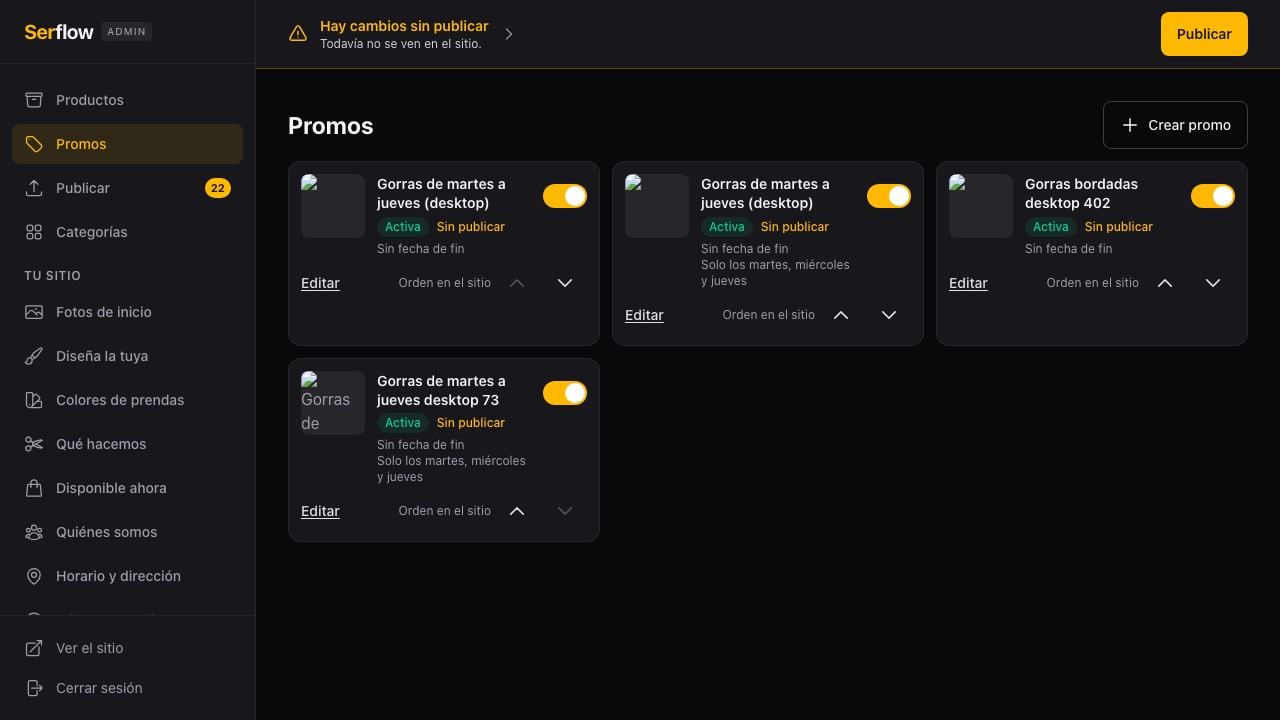 Serflow ADMIN
Productos
Promos
Publicar 22
Categorías
TU SITIO
Fotos de inicio
Diseña la tuya
Colores de prendas
Qué hacemos
Disponible ahora
Quiénes somos
Horario y dirección
Ver el sitio
Cerrar sesión
Hay cambios sin publicar
Todavía no se ven en el sitio.
Publicar
Promos
Crear promo
Gorras de martes a
jueves (desktop)
Activa Sin publicar
Sin fecha de fin
Editar Orden en el sitio
Gorras de martes a
jueves (desktop)
Activa Sin publicar
Sin fecha de fin
Solo los martes, miércoles
y jueves
Editar Orden en el sitio
Gorras bordadas
desktop 402
Activa Sin publicar
Sin fecha de fin
Editar Orden en el sitio
Gorras
de
Gorras de martes a
jueves desktop 73
Activa Sin publicar
Sin fecha de fin
Solo los martes, miércoles
y jueves
Editar Orden en el sitio